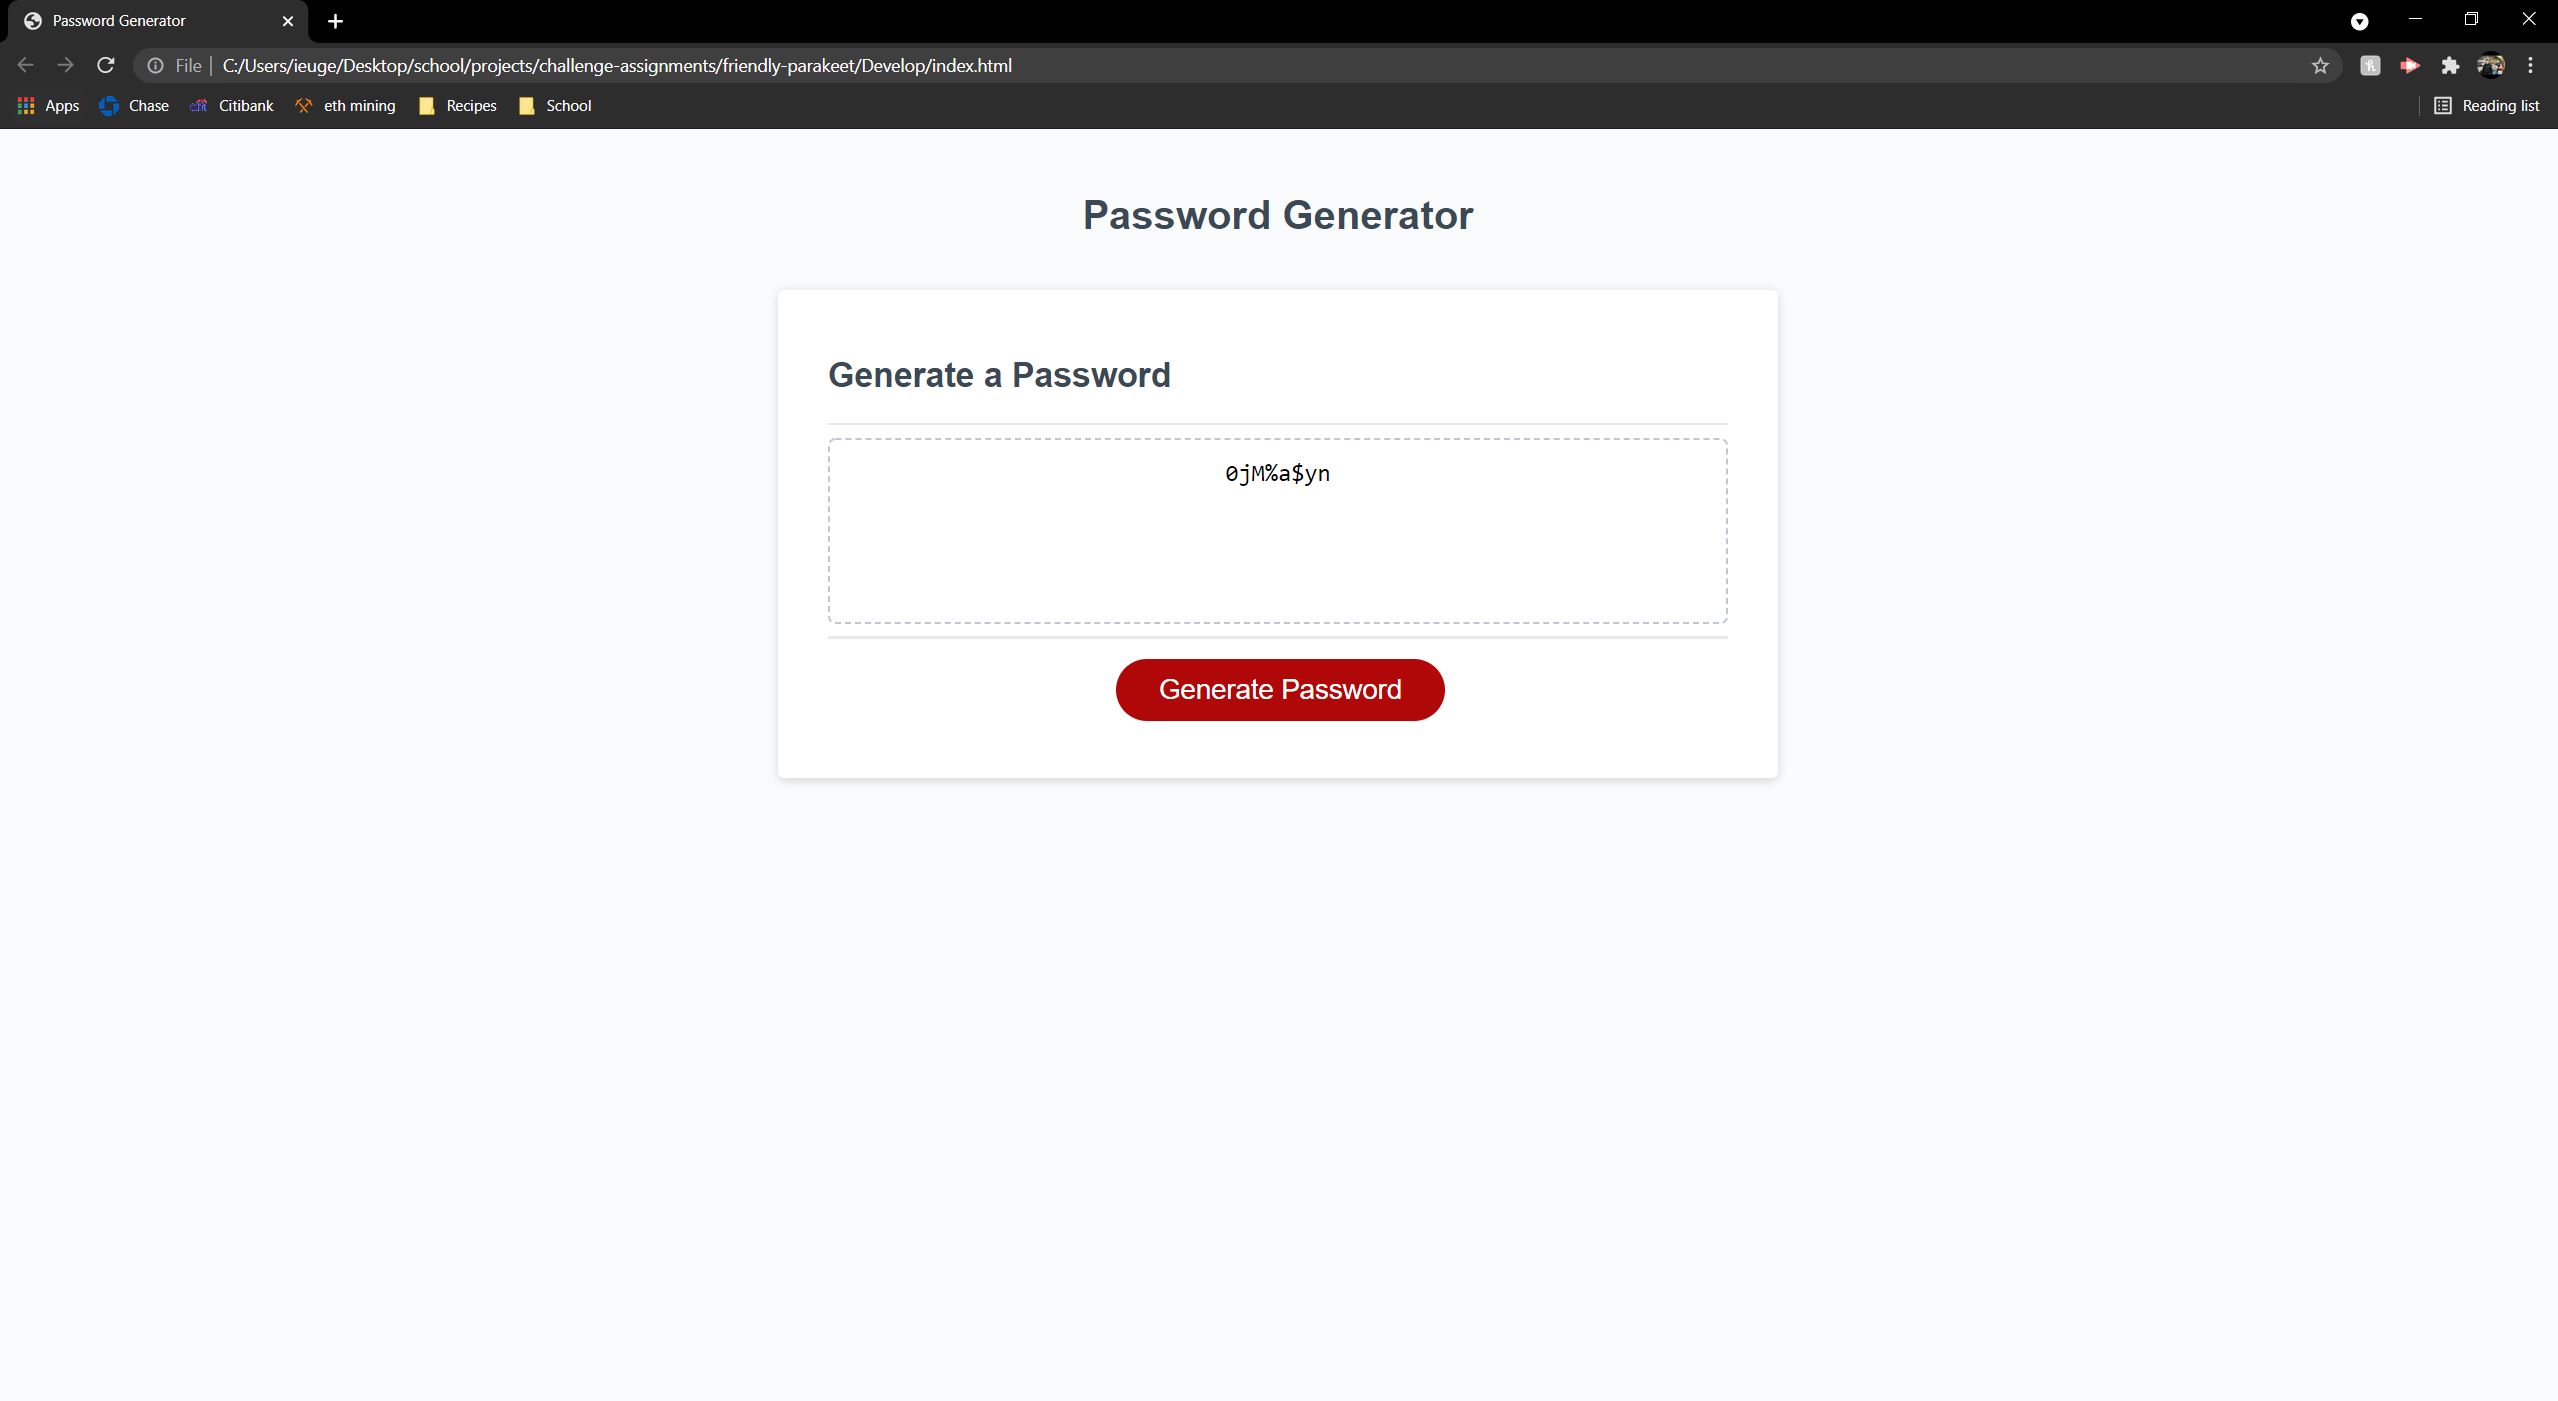 Password Generator
File | C:/Users/ieuge/Desktop/school/projects/challenge-assignments/friendly-parakeet/Develop/index.html
Apps Chase Citibank eth mining Recipes School Reading list
Password Generator
Generate a Password
0jM%a$yn
Generate Password